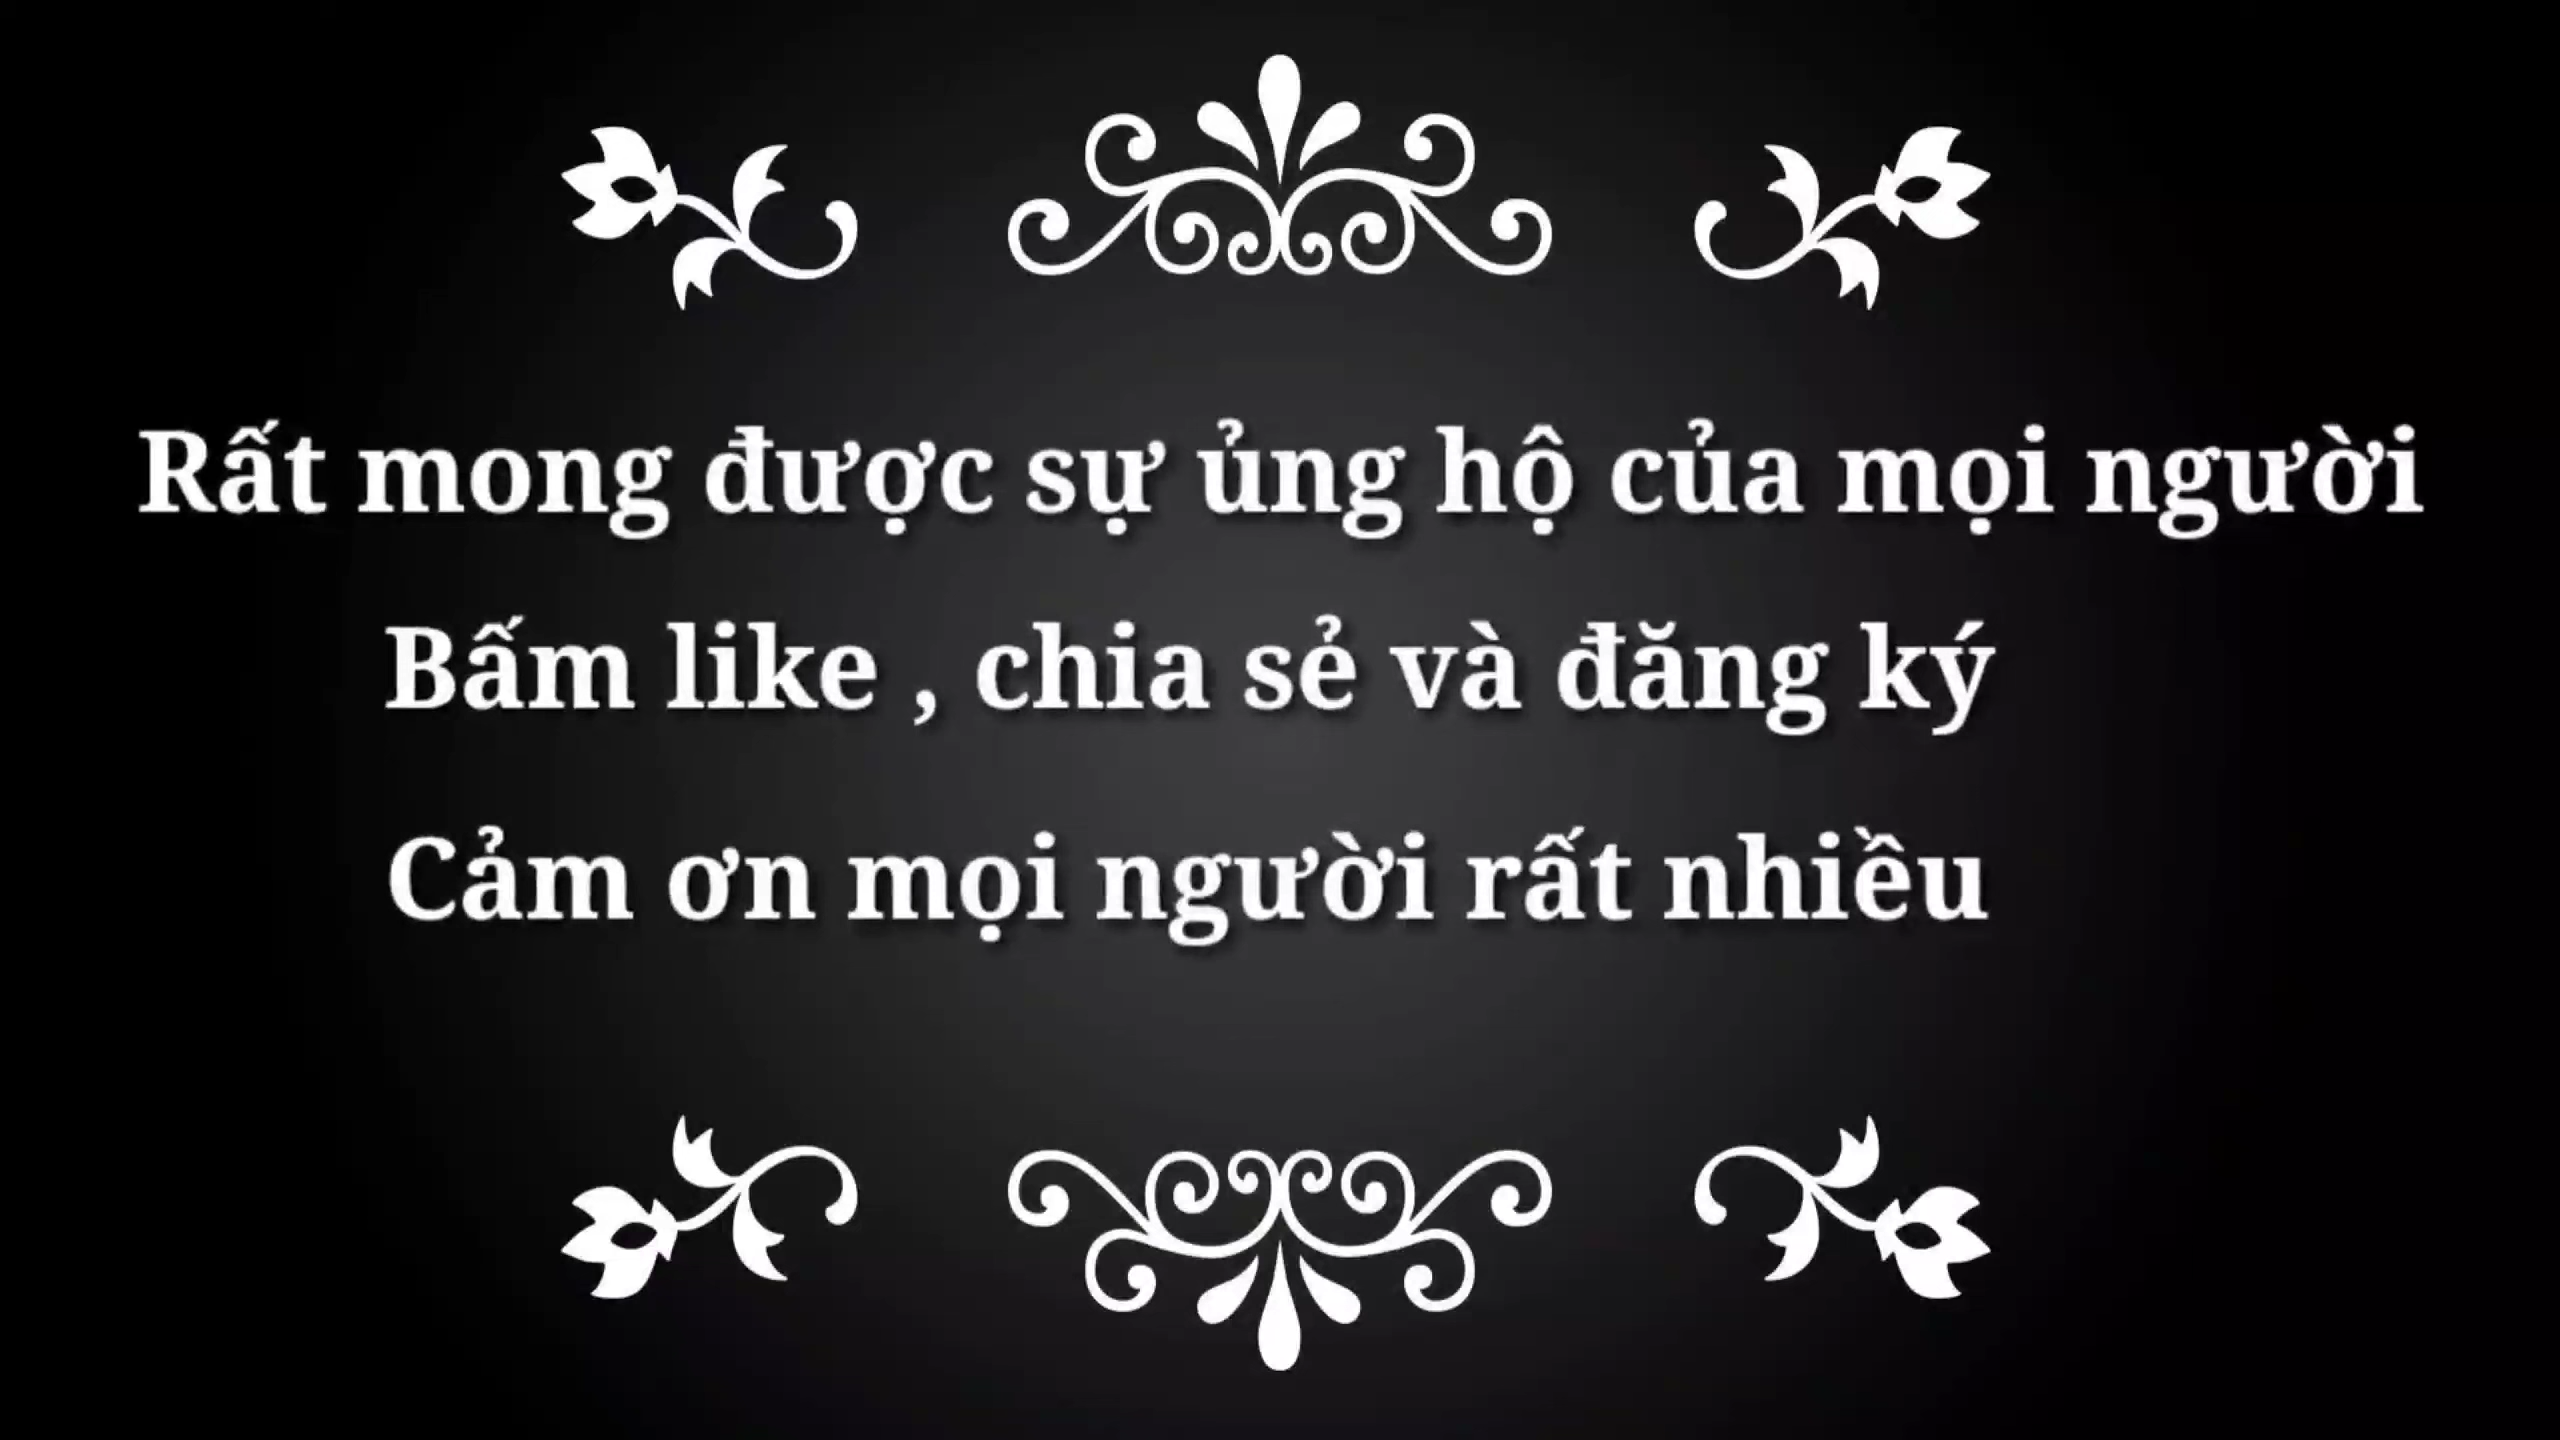 Rất mong được sự ủng hộ của mọi người
Bấm like , chia sẻ và đăng ký
Cảm ơn mọi người rất nhiều